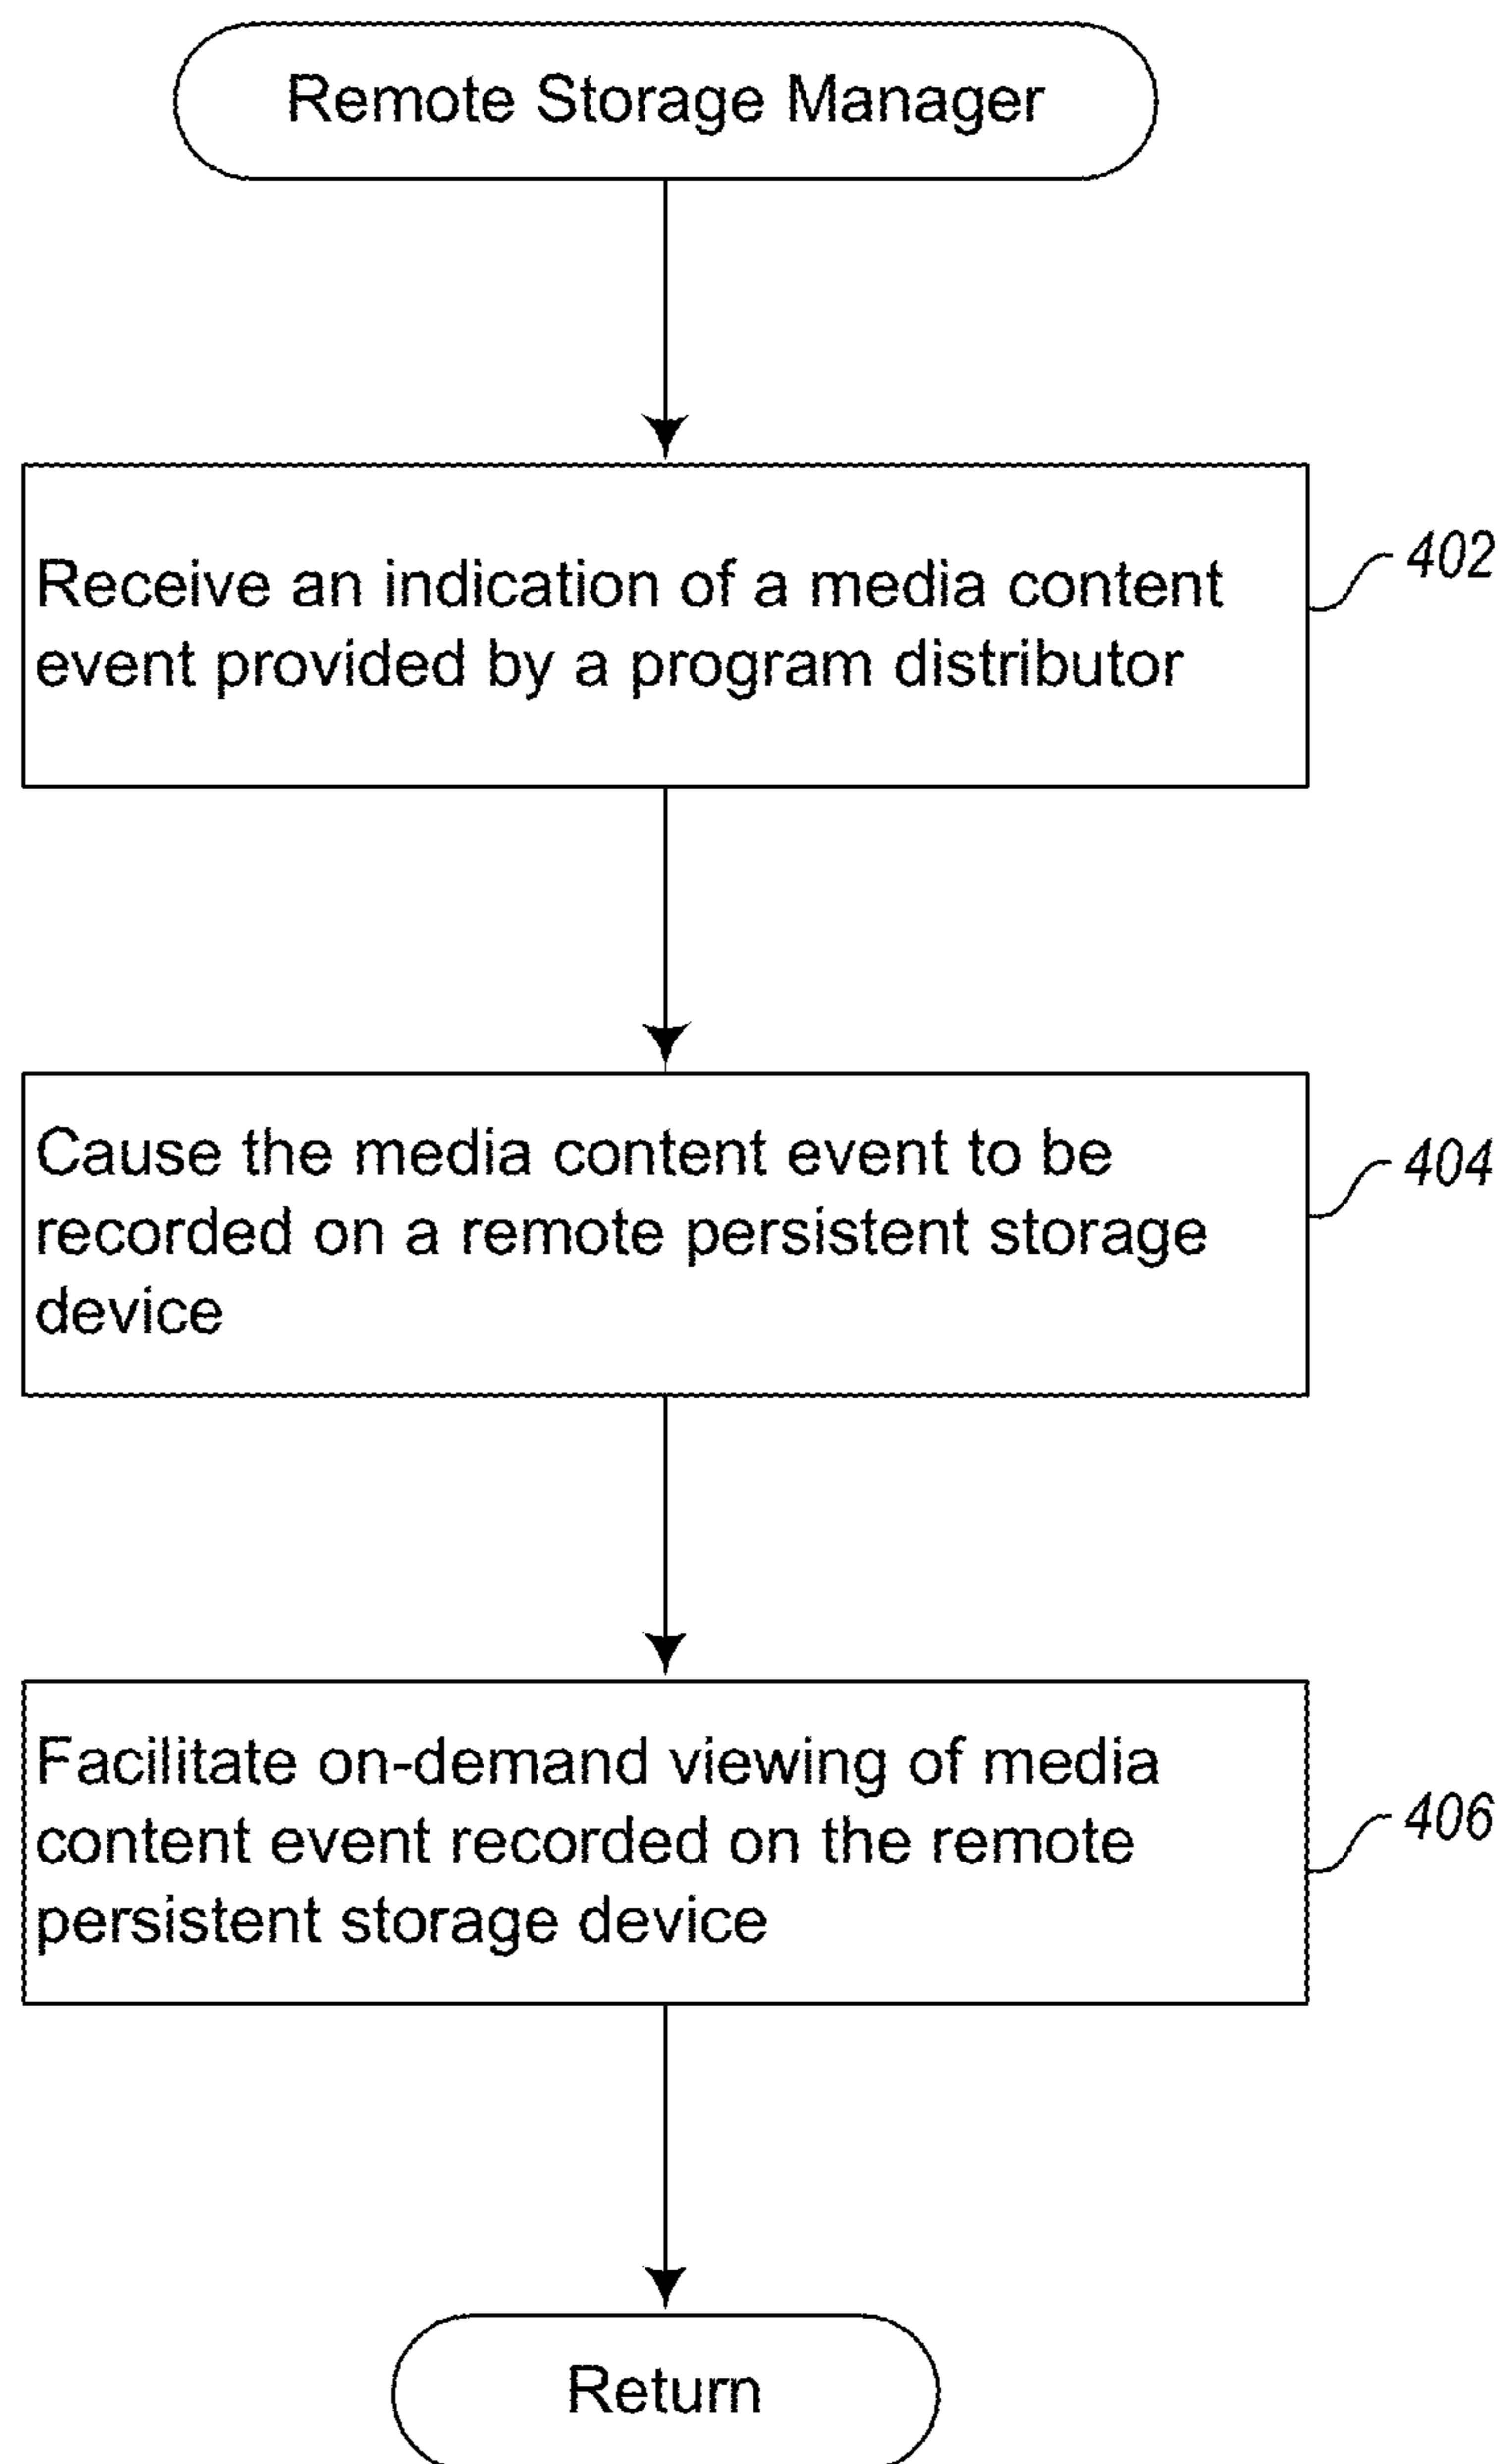 Remote Storage Manager
Receive an indication of a media content
event provided by a program distributor
402
Cause the media content event to be
recorded on a remote persistent storage
device
404
Facilitate on-demand viewing of media
content event recorded on the remote
persistent storage device
406
Return